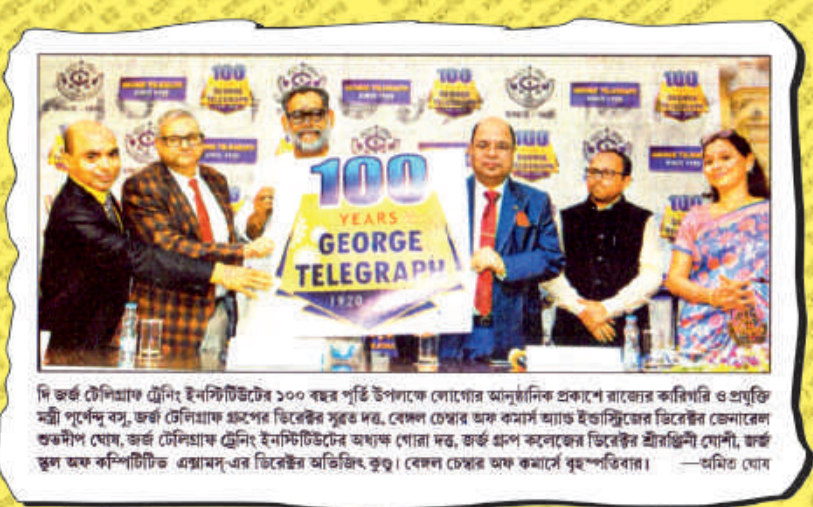 100
YEARS
GEORGE
TELEGRAPH
1920
দি জর্জ টেলিগ্রাফ ট্রেনিং ইনস্টিটিউটের ১০০ বছর পূর্তি উপলক্ষে লোগোর আনুষ্ঠানিক প্রকাশে রাজ্যের কারিগরি ও প্রযুক্তি
মন্ত্রী পূর্ণেন্দু বসু, জর্জ টেলিগ্রাফ গ্রুপের ডিরেক্টর সুব্রত দত্ত, বেঙ্গল চেম্বার অফ কমার্স অ্যান্ড ইন্ডাস্ট্রিজের ডিরেক্টর জেনারেল
শুভদীপ ঘোষ, জর্জ টেলিগ্রাফ ট্রেনিং ইনস্টিটিউটের অধ্যক্ষ গোরা দত্ত, জর্জ গ্রুপ কলেজের ডিরেক্টর শ্রীরঞ্জিনী যোশী, জর্জ
স্কুল অফ কম্পিটিটিভ এক্সামস্-এর ডিরেক্টর অভিজিৎ কুণ্ডু। বেঙ্গল চেম্বার অফ কমার্সে বৃহস্পতিবার। —অমিত ঘোষ